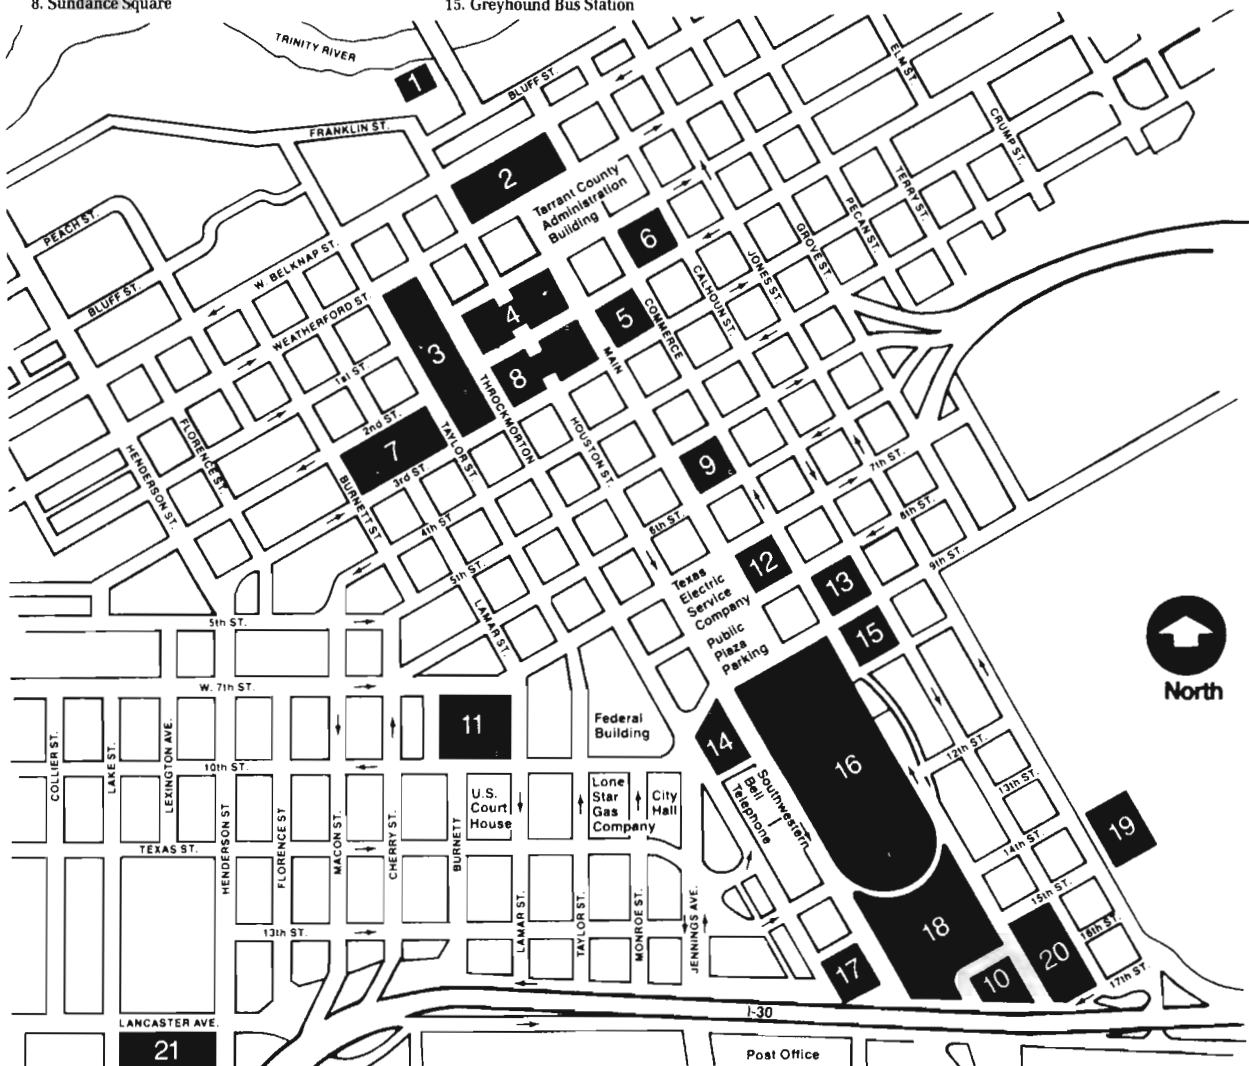 8. Sundance Square
15. Greyhound Bus Station
TRINITY RIVER
1
BLUFF ST.
ELM ST.
FRANKLIN ST.
CRUMP ST.
2
Tarrant County
Administration
Building
TERRY ST.
PEACH ST.
PECAN ST.
6
GROVE ST.
W. BELKNAP ST.
JONES ST.
CALHOUN ST.
BLUFF ST.
WEATHERFORD ST.
4
5
COMMERCE
3
MAIN
1st ST.
8
THROCKMORTON
2nd ST.
HOUSTON ST.
7
TAYLOR ST.
FLORENCE ST.
HENDERSON ST.
3rd ST.
9
7th ST.
BURNETT ST
4th ST
6th ST.
8th ST.
5th ST.
9th ST.
12
Texas
Electric
Service
Company
13
LAMAR ST.
5th ST.
Public
Plaza
Parking
15
North
W. 7th ST.
11
Federal
Building
14
16
12th ST.
COLLIER ST.
LAKE ST.
LEXINGTON AVE.
10th ST.
13th ST.
U.S.
Court
House
Lone
Star
Gas
Company
City
Hall
Southwestern
Bell
Telephone
HENDERSON ST
FLORENCE ST
MACON ST.
CHERRY ST.
BURNETT
19
TEXAS ST.
14th ST.
15th ST.
13th ST.
LAMAR ST.
TAYLOR ST.
MONROE ST.
JENNINGS AVE.
18
16th ST.
20
17
10
17th ST.
I-30
LANCASTER AVE.
21
Post Office